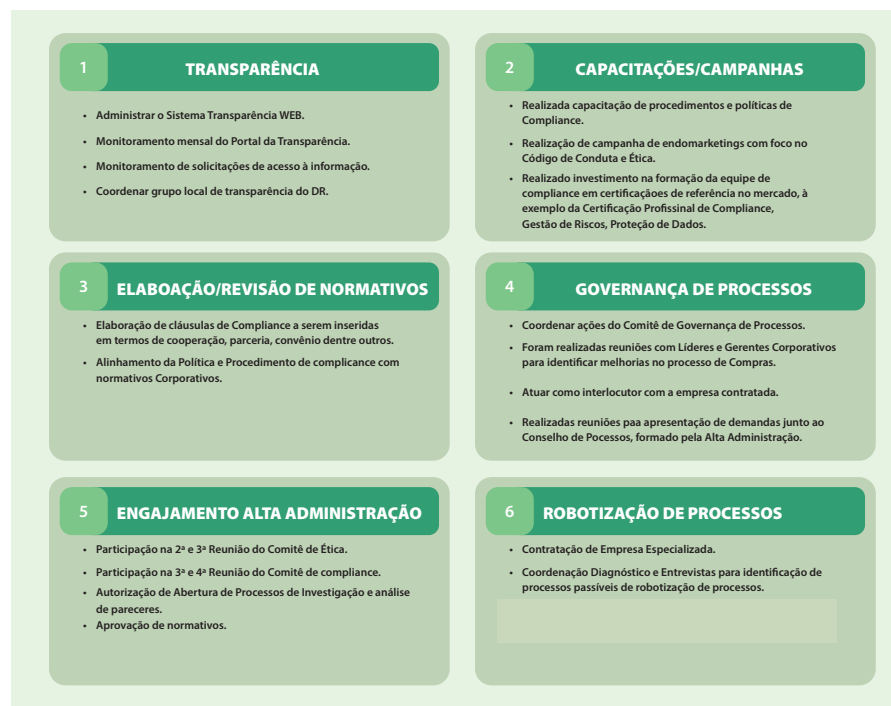 1
TRANSPARÊNCIA
• Administrar o Sistema Transparência WEB.
• Monitoramento mensal do Portal da Transparência.
• Monitoramento de solicitações de acesso à informação.
• Coordenar grupo local de transparência do DR.
2
CAPACITAÇÕES/CAMPANHAS
• Realizada capacitação de procedimentos e políticas de
Compliance.
• Realização de campanha de endomarketings com foco no
Código de Conduta e Ética.
• Realizado investimento na formação da equipe de
compliance em certificaçãoes de referência no mercado, à
exemplo da Certificação Profissinal de Compliance,
Gestão de Riscos, Proteção de Dados.
3
ELABOAÇÃO/REVISÃO DE NORMATIVOS
• Elaboração de cláusulas de Compliance a serem inseridas
em termos de cooperação, parceria, convênio dentre outros.
• Alinhamento da Política e Procedimento de complicance com
normativos Corporativos.
4
GOVERNANÇA DE PROCESSOS
• Coordenar ações do Comitê de Governança de Processos.
• Foram realizadas reuniões com Líderes e Gerentes Corporativos
para identificar melhorias no processo de Compras.
• Atuar como interlocutor com a empresa contratada.
• Realizadas reuniões paa apresentação de demandas junto ao
Conselho de Pocessos, formado pela Alta Administração.
5
ENGAJAMENTO ALTA ADMINISTRAÇÃO
• Participação na 2ª e 3ª Reunião do Comitê de Ética.
• Participação na 3ª e 4ª Reunião do Comitê de compliance.
• Autorização de Abertura de Processos de Investigação e análise
de pareceres.
• Aprovação de normativos.
6
ROBOTIZAÇÃO DE PROCESSOS
• Contratação de Empresa Especializada.
• Coordenação Diagnóstico e Entrevistas para identificação de
processos passíveis de robotização de processos.